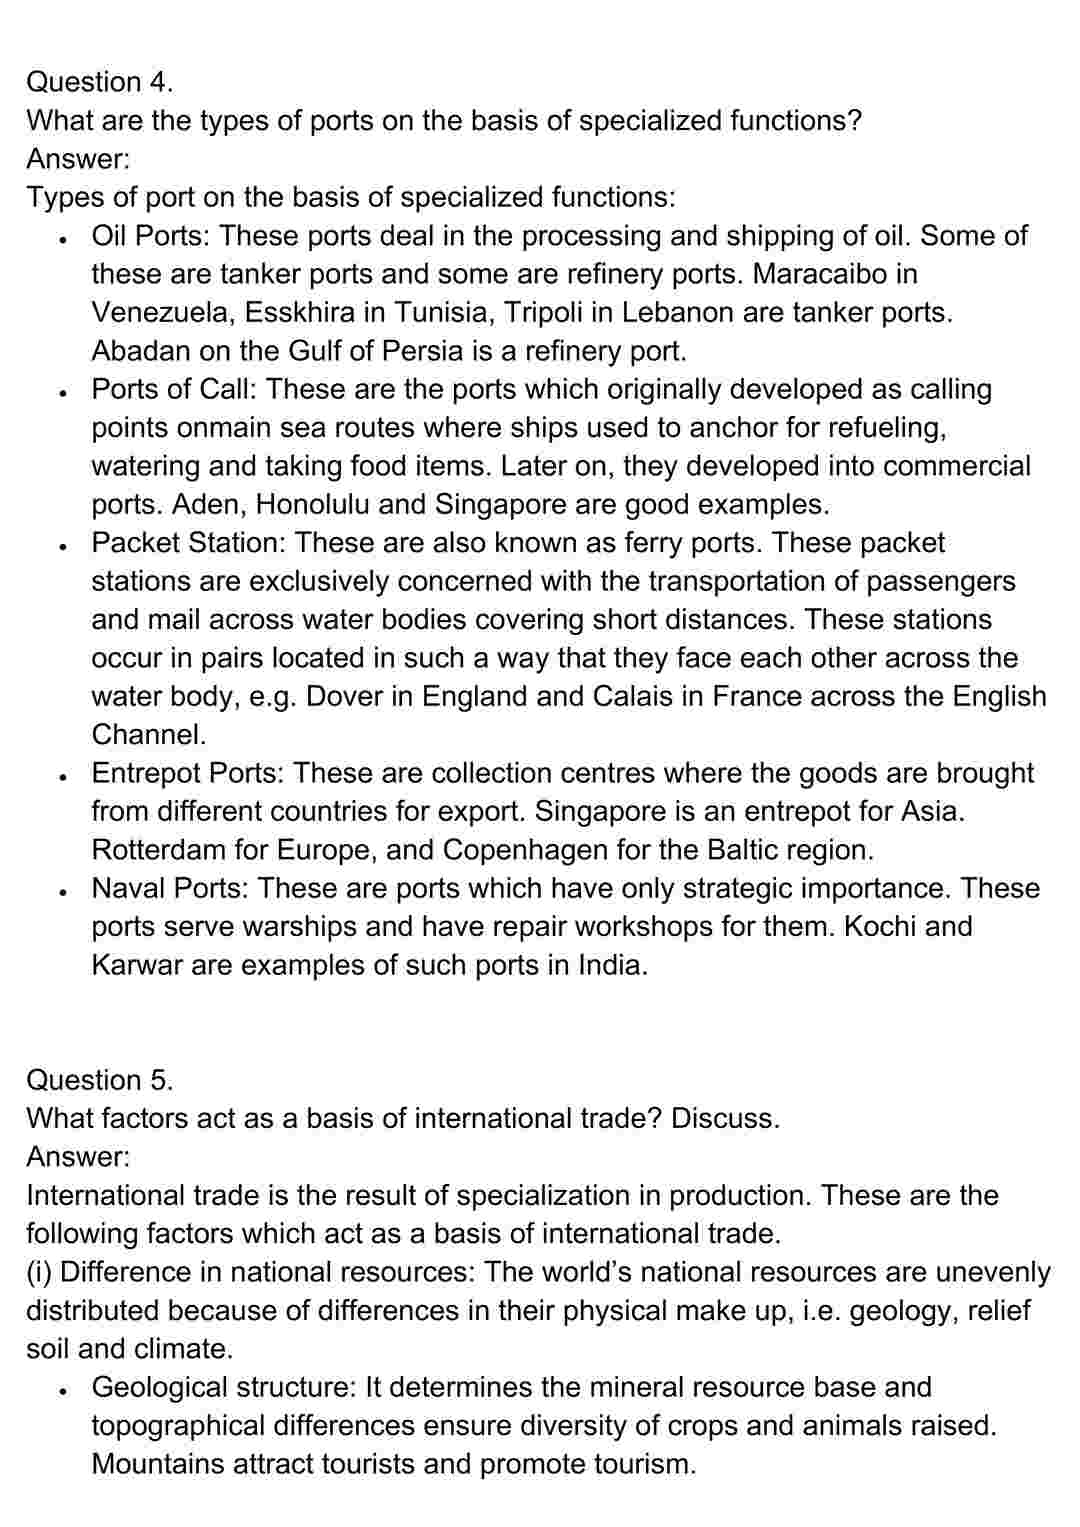 Question 4.
What are the types of ports on the basis of specialized functions?
Answer:
Types of port on the basis of specialized functions:
• Oil Ports: These ports deal in the processing and shipping of oil. Some of
these are tanker ports and some are refinery ports. Maracaibo in
Venezuela, Esskhira in Tunisia, Tripoli in Lebanon are tanker ports.
Abadan on the Gulf of Persia is a refinery port.
• Ports of Call: These are the ports which originally developed as calling
points onmain sea routes where ships used to anchor for refueling,
watering and taking food items. Later on, they developed into commercial
ports. Aden, Honolulu and Singapore are good examples.
• Packet Station: These are also known as ferry ports. These packet
stations are exclusively concerned with the transportation of passengers
and mail across water bodies covering short distances. These stations
occur in pairs located in such a way that they face each other across the
water body, e.g. Dover in England and Calais in France across the English
Channel.
• Entrepot Ports: These are collection centres where the goods are brought
from different countries for export. Singapore is an entrepot for Asia.
Rotterdam for Europe, and Copenhagen for the Baltic region.
• Naval Ports: These are ports which have only strategic importance. These
ports serve warships and have repair workshops for them. Kochi and
Karwar are examples of such ports in India.
Question 5.
What factors act as a basis of international trade? Discuss.
Answer:
International trade is the result of specialization in production. These are the
following factors which act as a basis of international trade.
(i) Difference in national resources: The world’s national resources are unevenly
distributed because of differences in their physical make up, i.e. geology, relief
soil and climate.
• Geological structure: It determines the mineral resource base and
topographical differences ensure diversity of crops and animals raised.
Mountains attract tourists and promote tourism.